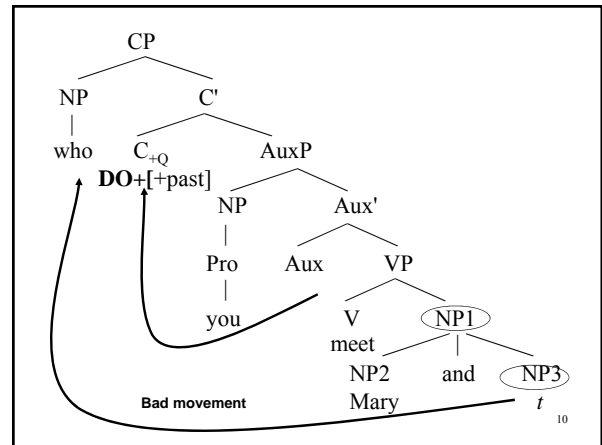 CP
NP C'
who C+Q AuxP
DO+[+past]
NP Aux'
Pro Aux VP
you V NP1
meet
NP2 and NP3
Mary t
Bad movement
10